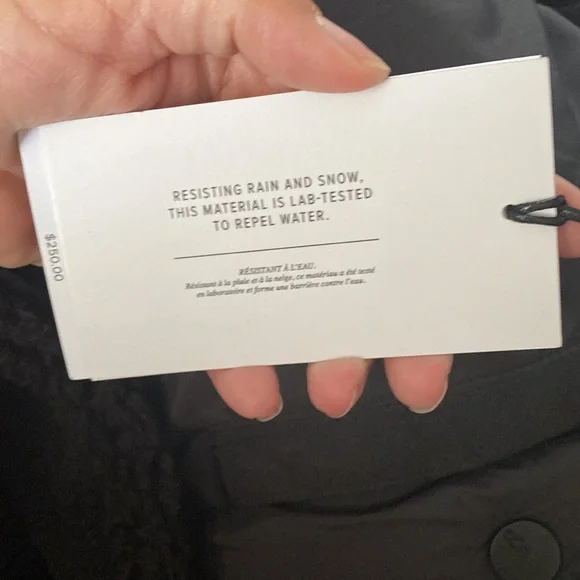 RESISTING RAIN AND SNOW,
THIS MATERIAL IS LAB-TESTED
TO REPEL WATER.
RÉSISTANT À L'EAU.
Résistant à la pluie et à la neige, ce matériau a été testé
en laboratoire et forme une barrière contre l'eau.
$250.00